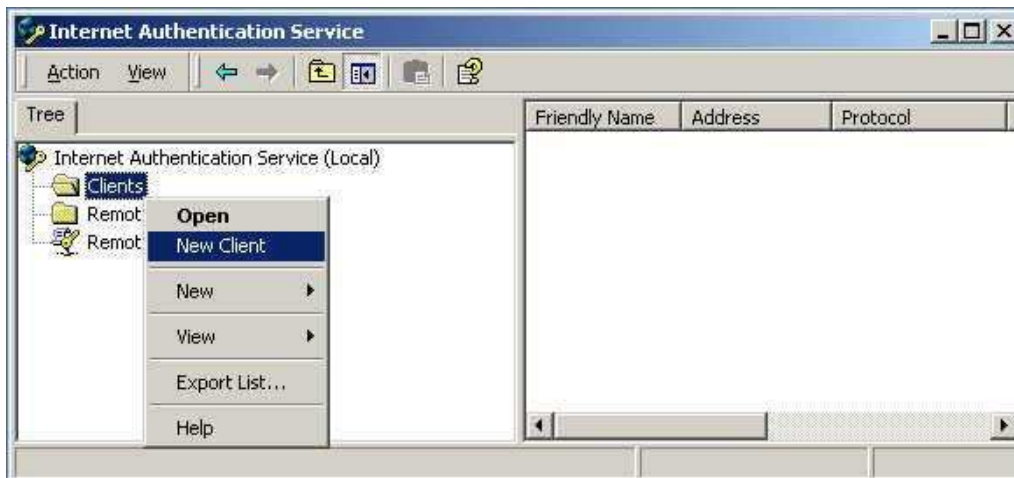 Internet Authentication Service
Action View
Tree
Friendly Name Address Protocol
Internet Authentication Service (Local)
Clients
Remot
Remot
Open
New Client
New
View
Export List...
Help